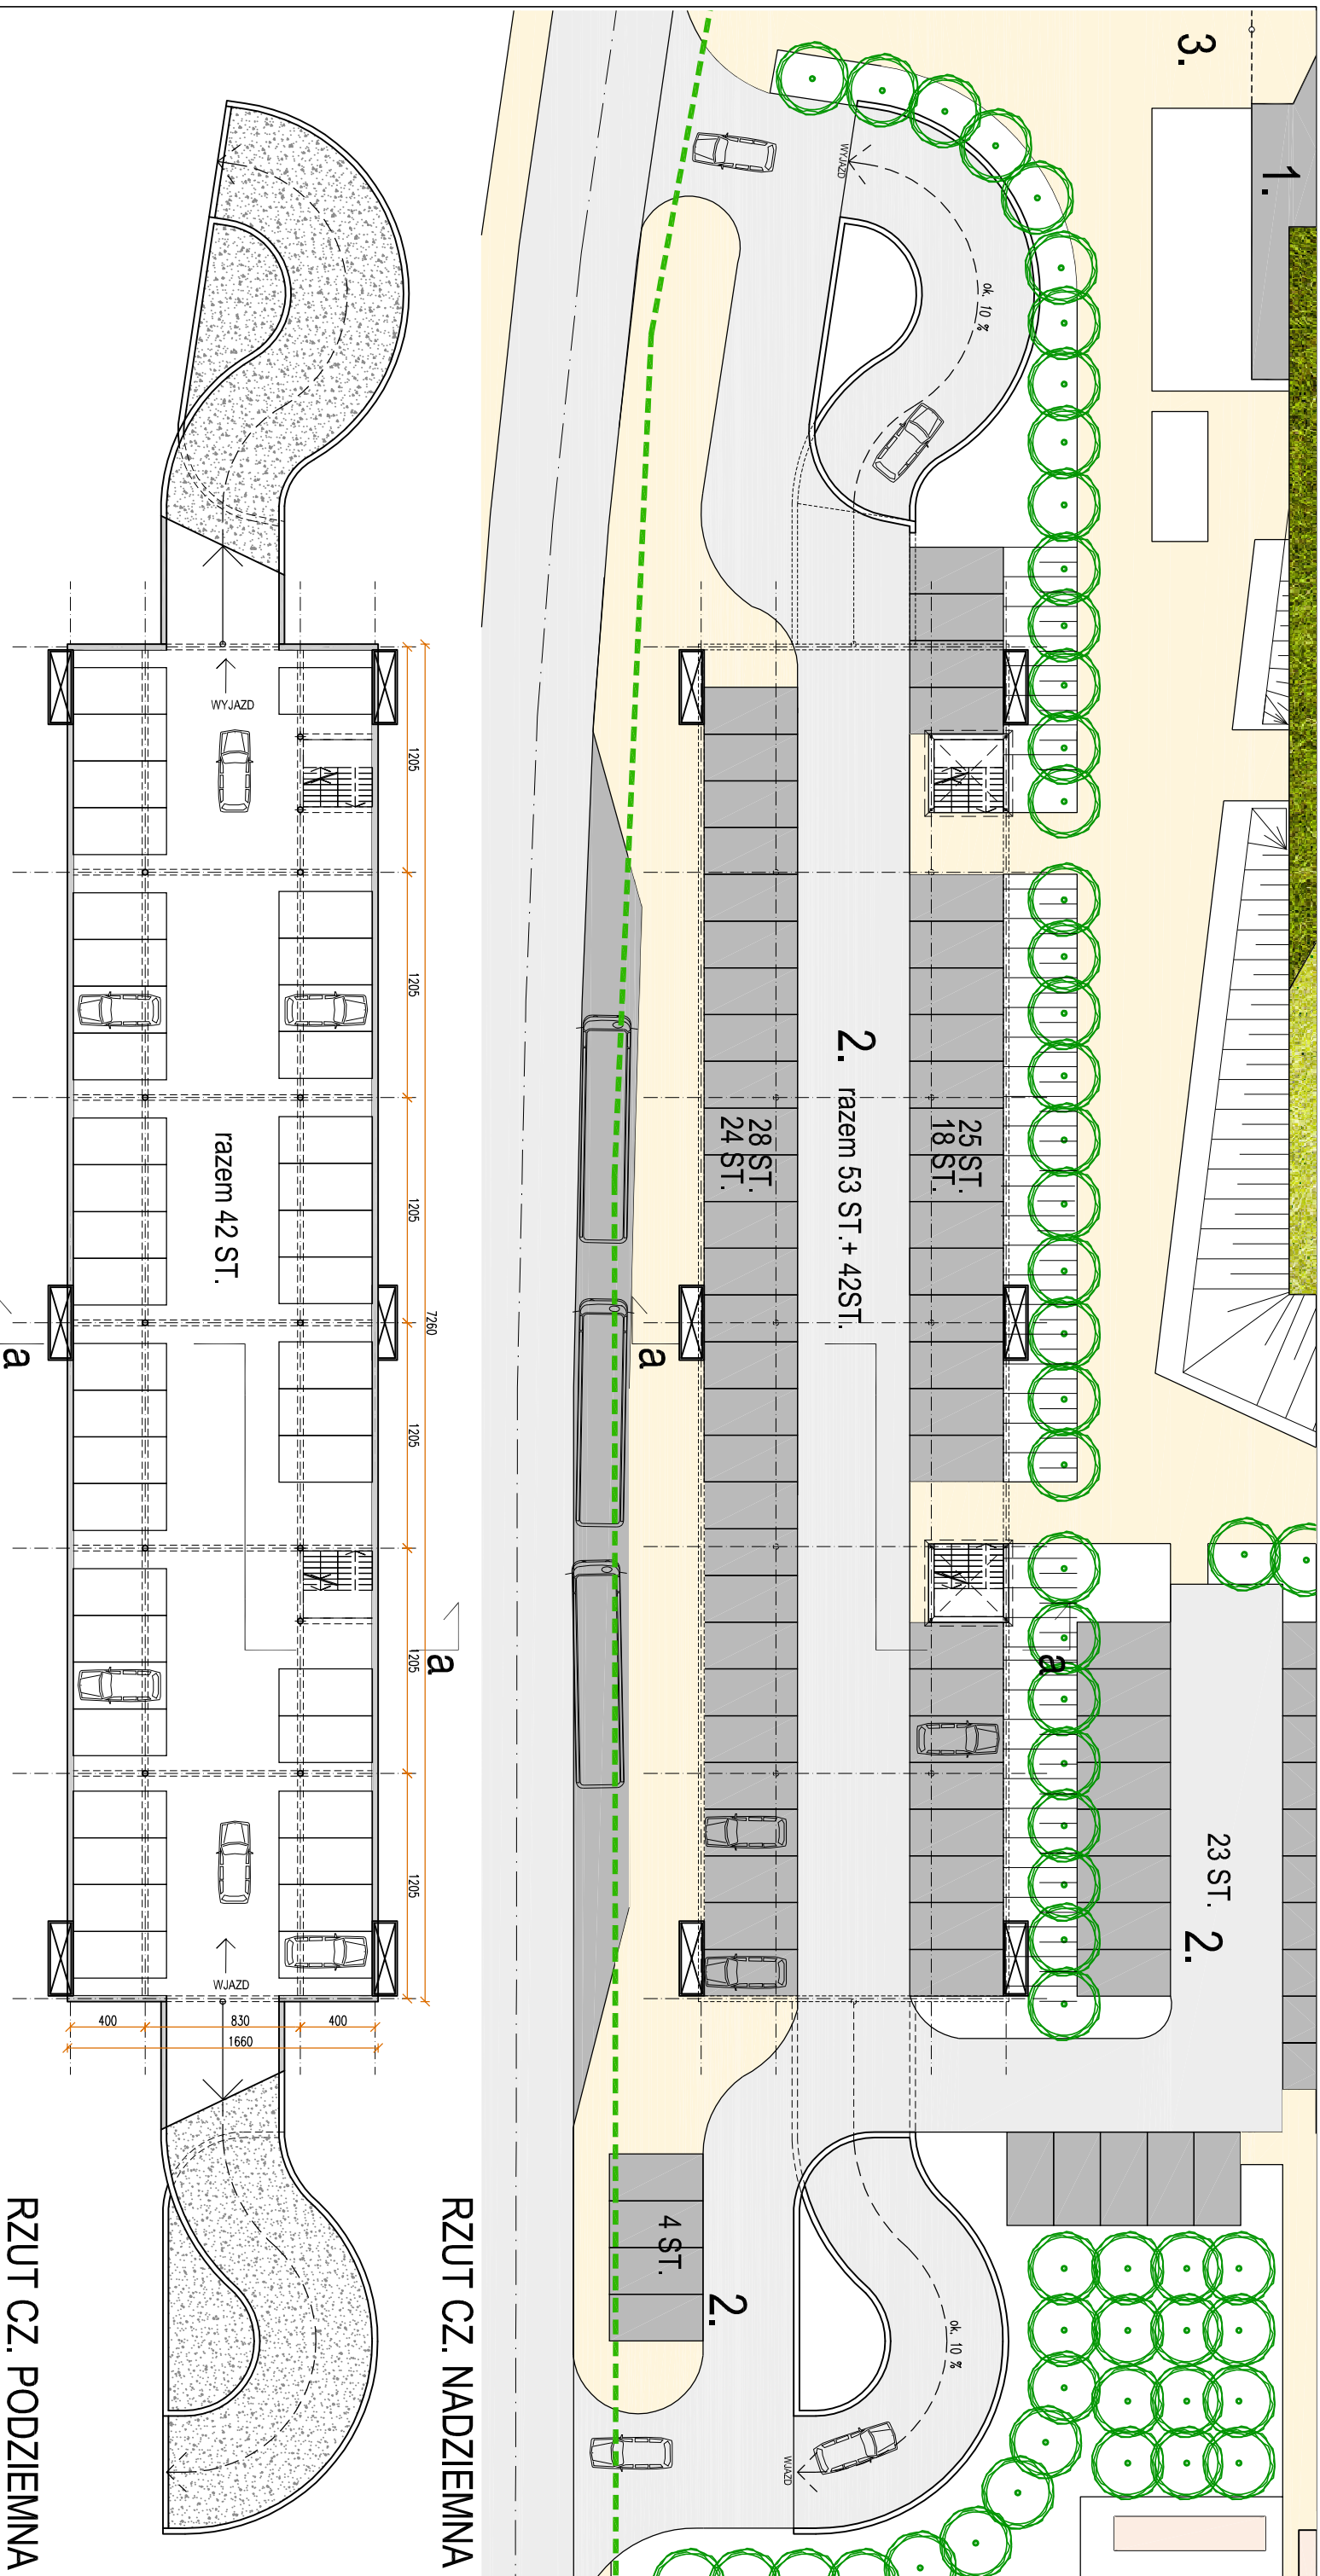 3.
1.
WYJAZD
ok. 10 %
2. razem 53 ST.+ 42ST.
25 ST.
18 ST.
28 ST.
24 ST.
a
a
23 ST. 2.
4 ST.
2.
ok. 10 %
WJAZD
RZUT CZ. NADZIEMNA
WYJAZD
razem 42 ST.
WJAZD
1205
1205
1205
1205
1205
1205
7260
400
830
400
1660
a
a
RZUT CZ. PODZIEMNA